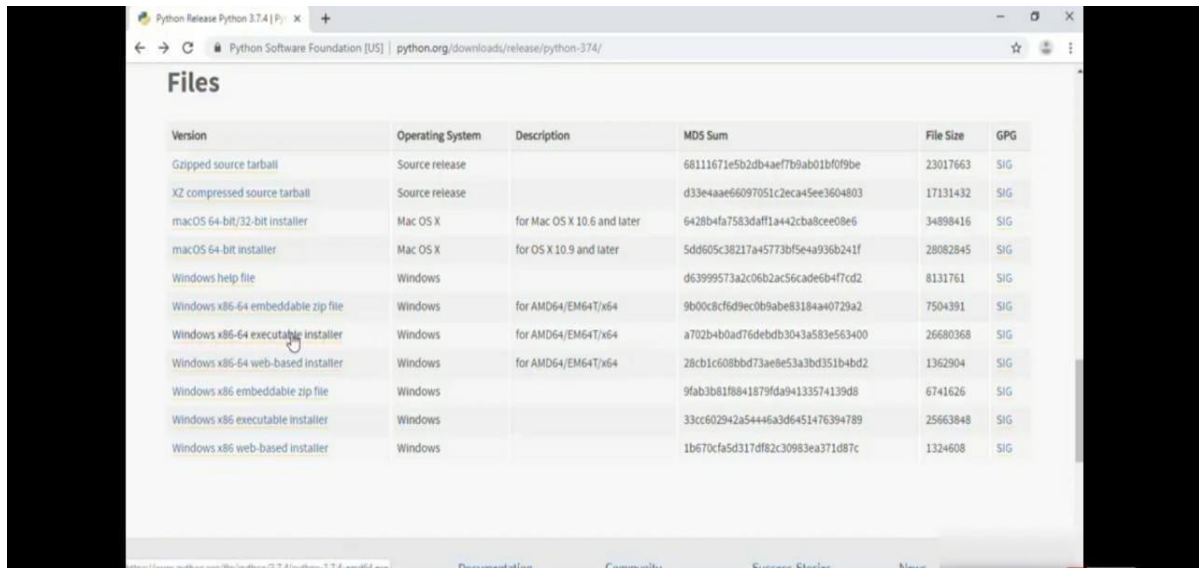 Python Release Python 3.7.4 | Py
Python Software Foundation [US] | python.org/downloads/release/python-374/
Files
Version Operating System Description MD5 Sum File Size GPG
Gzipped source tarball Source release 68111671e5b2db4aef7b9ab01bf0f9be 23017663 SIG
XZ compressed source tarball Source release d33e4aae66097051c2eca45ee3604803 17131432 SIG
macOS 64-bit/32-bit installer Mac OS X for Mac OS X 10.6 and later 6428b4fa7583daff1a442cba8cee08e6 34898416 SIG
macOS 64-bit installer Mac OS X for OS X 10.9 and later 5dd605c38217a45773bf5e4a936b241f 28082845 SIG
Windows help file Windows d63999573a2c06b2ac56cade6b4f7cd2 8131761 SIG
Windows x86-64 embeddable zip file Windows for AMD64/EM64T/x64 9b00c8cf6d9ec0b9abe83184a40729a2 7504391 SIG
Windows x86-64 executable installer Windows for AMD64/EM64T/x64 a702b4b0ad76debdb3043a583e563400 26680368 SIG
Windows x86-64 web-based installer Windows for AMD64/EM64T/x64 28cb1c608bbd73ae8e53a3bd351b4bd2 1362904 SIG
Windows x86 embeddable zip file Windows 9fab3b81f8841879fda94133574139d8 6741626 SIG
Windows x86 executable installer Windows 33cc602942a54446a3d6451476394789 25663848 SIG
Windows x86 web-based installer Windows 1b670cfa5d317df82c30983ea371d87c 1324608 SIG
Documentation Community Success Stories News